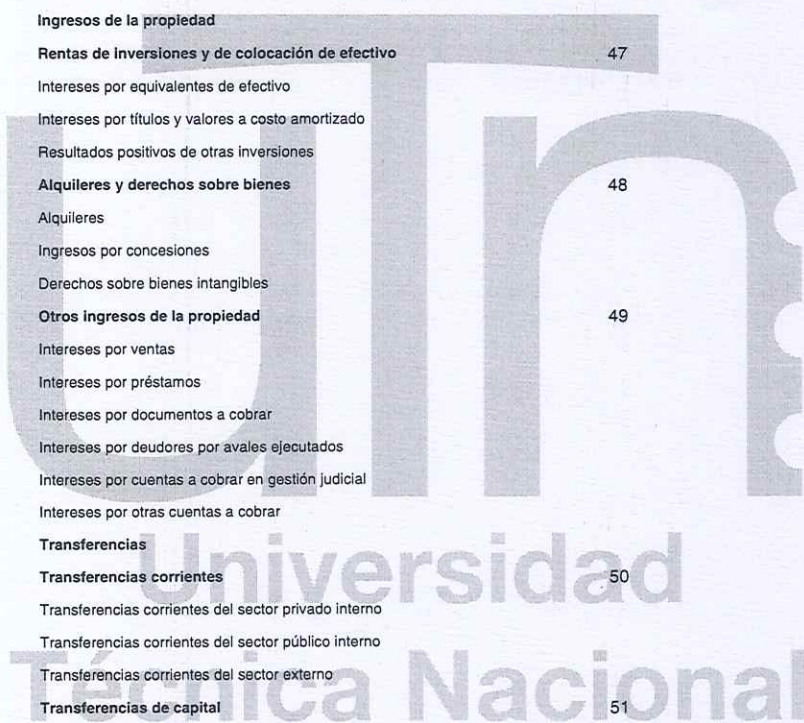 Ingresos de la propiedad
Rentas de inversiones y de colocación de efectivo 47
Intereses por equivalentes de efectivo
Intereses por títulos y valores a costo amortizado
Resultados positivos de otras inversiones
Alquileres y derechos sobre bienes 48
Alquileres
Ingresos por concesiones
Derechos sobre bienes intangibles
Otros ingresos de la propiedad 49
Intereses por ventas
Intereses por préstamos
Intereses por documentos a cobrar
Intereses por deudores por avales ejecutados
Intereses por cuentas a cobrar en gestión judicial
Intereses por otras cuentas a cobrar
Transferencias
Transferencias corrientes 50
Transferencias corrientes del sector privado interno
Transferencias corrientes del sector público interno
Transferencias corrientes del sector externo
Transferencias de capital 51
uTn
Universidad
Técnica Nacional